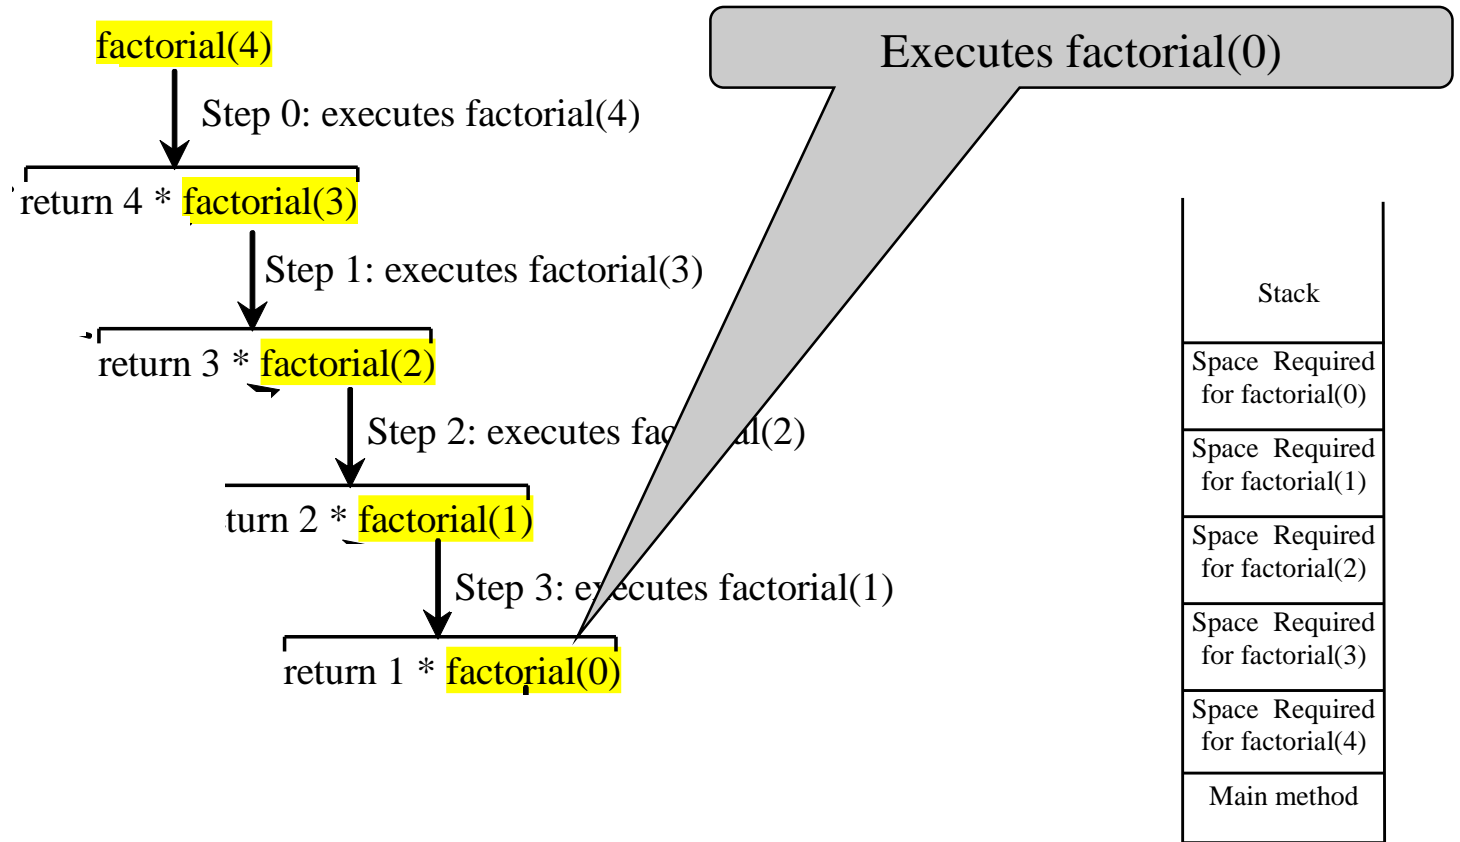 factorial(4)
Executes factorial(0)
Step 0: executes factorial(4)
return 4 * factorial(3)
Step 1: executes factorial(3)
return 3 * factorial(2)
Step 2: executes fac al(2)
turn 2 * factorial(1)
Step 3: executes factorial(1)
return 1 * factorial(0)
Stack
Space Required
for factorial(0)
Space Required
for factorial(1)
Space Required
for factorial(2)
Space Required
for factorial(3)
Space Required
for factorial(4)
Main method